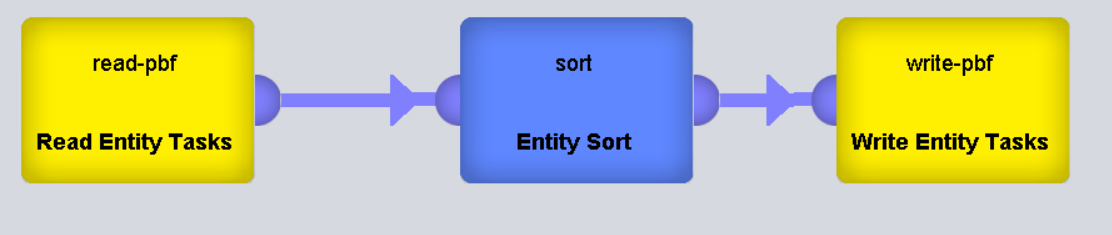 read-pbf
Read Entity Tasks
sort
Entity Sort
write-pbf
Write Entity Tasks